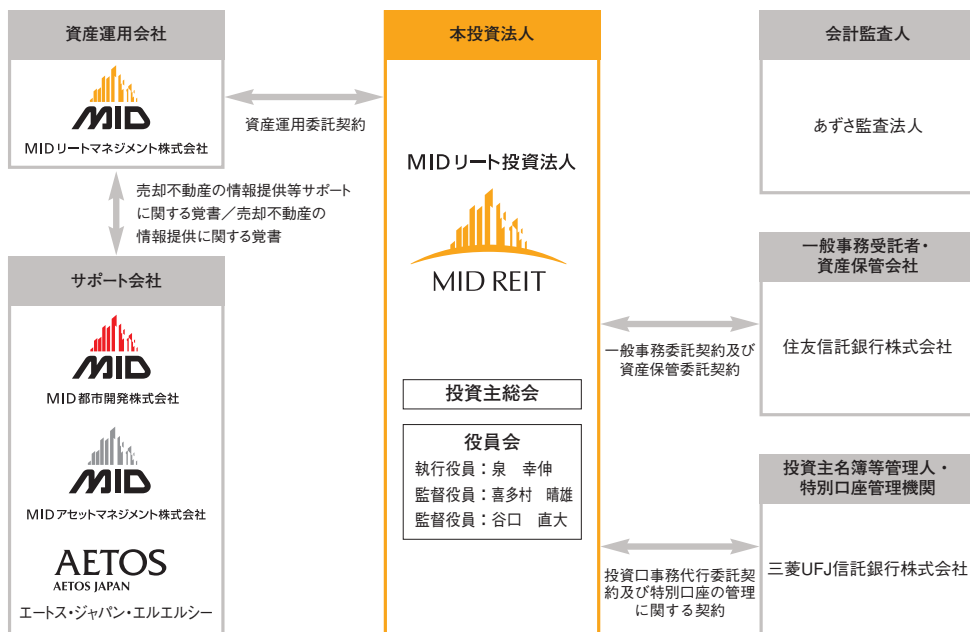 資産運用会社
MID
MIDリートマネジメント株式会社
資産運用委託契約
売却不動産の情報提供等サポート
に関する覚書／売却不動産の
情報提供に関する覚書
サポート会社
MID
MID都市開発株式会社
MID
MIDアセットマネジメント株式会社
AETOS
AETOS JAPAN
エートス・ジャパン・エルエルシー
本投資法人
MIDリート投資法人
MID REIT
投資主総会
役員会
執行役員：泉　幸伸
監督役員：喜多村　晴雄
監督役員：谷口　直大
一般事務委託契約及び
資産保管委託契約
投資口事務代行委託契
約及び特別口座の管理
に関する契約
会計監査人
あずさ監査法人
一般事務受託者・
資産保管会社
住友信託銀行株式会社
投資主名簿等管理人・
特別口座管理機関
三菱UFJ信託銀行株式会社